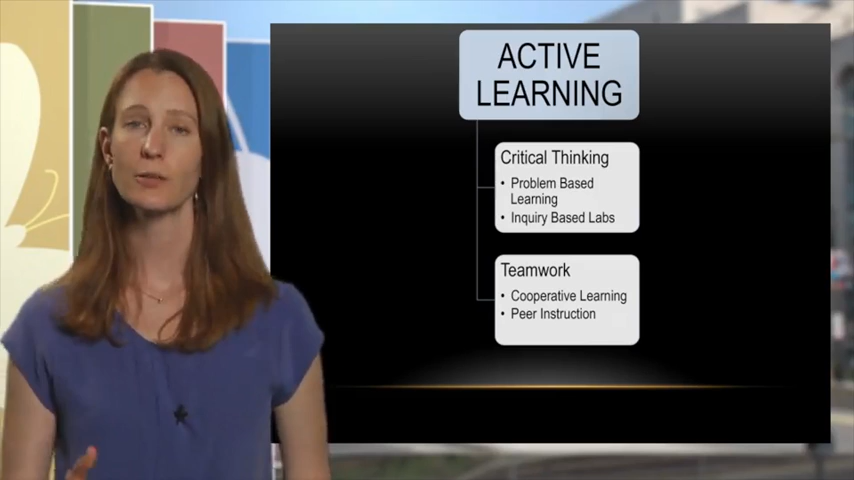 ACTIVE
LEARNING
Critical Thinking
• Problem Based
Learning
• Inquiry Based Labs
Teamwork
• Cooperative Learning
• Peer Instruction